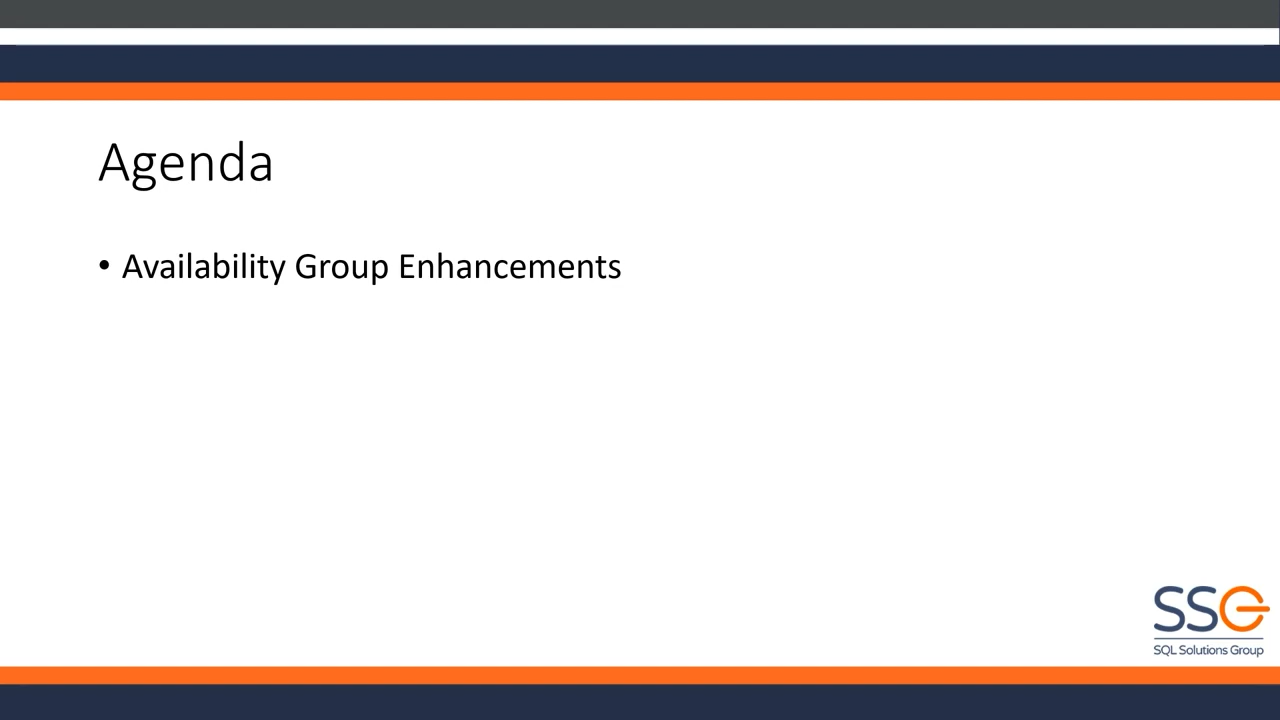 Agenda
• Availability Group Enhancements
SSG
SQL Solutions Group